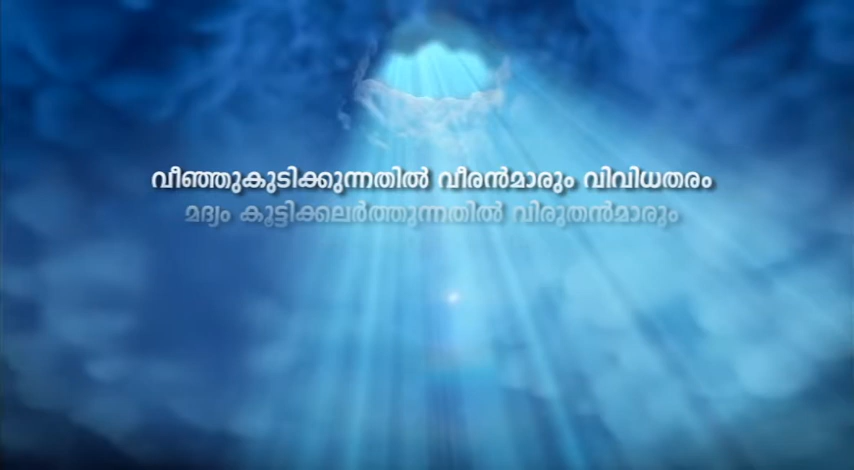 വീഞ്ഞുകുടിക്കുന്നതിൽ വീരൻമാരും വിവിധതരം
മദ്യം കൂട്ടിക്കലർത്തുന്നതിൽ വിരുതൻമാരും